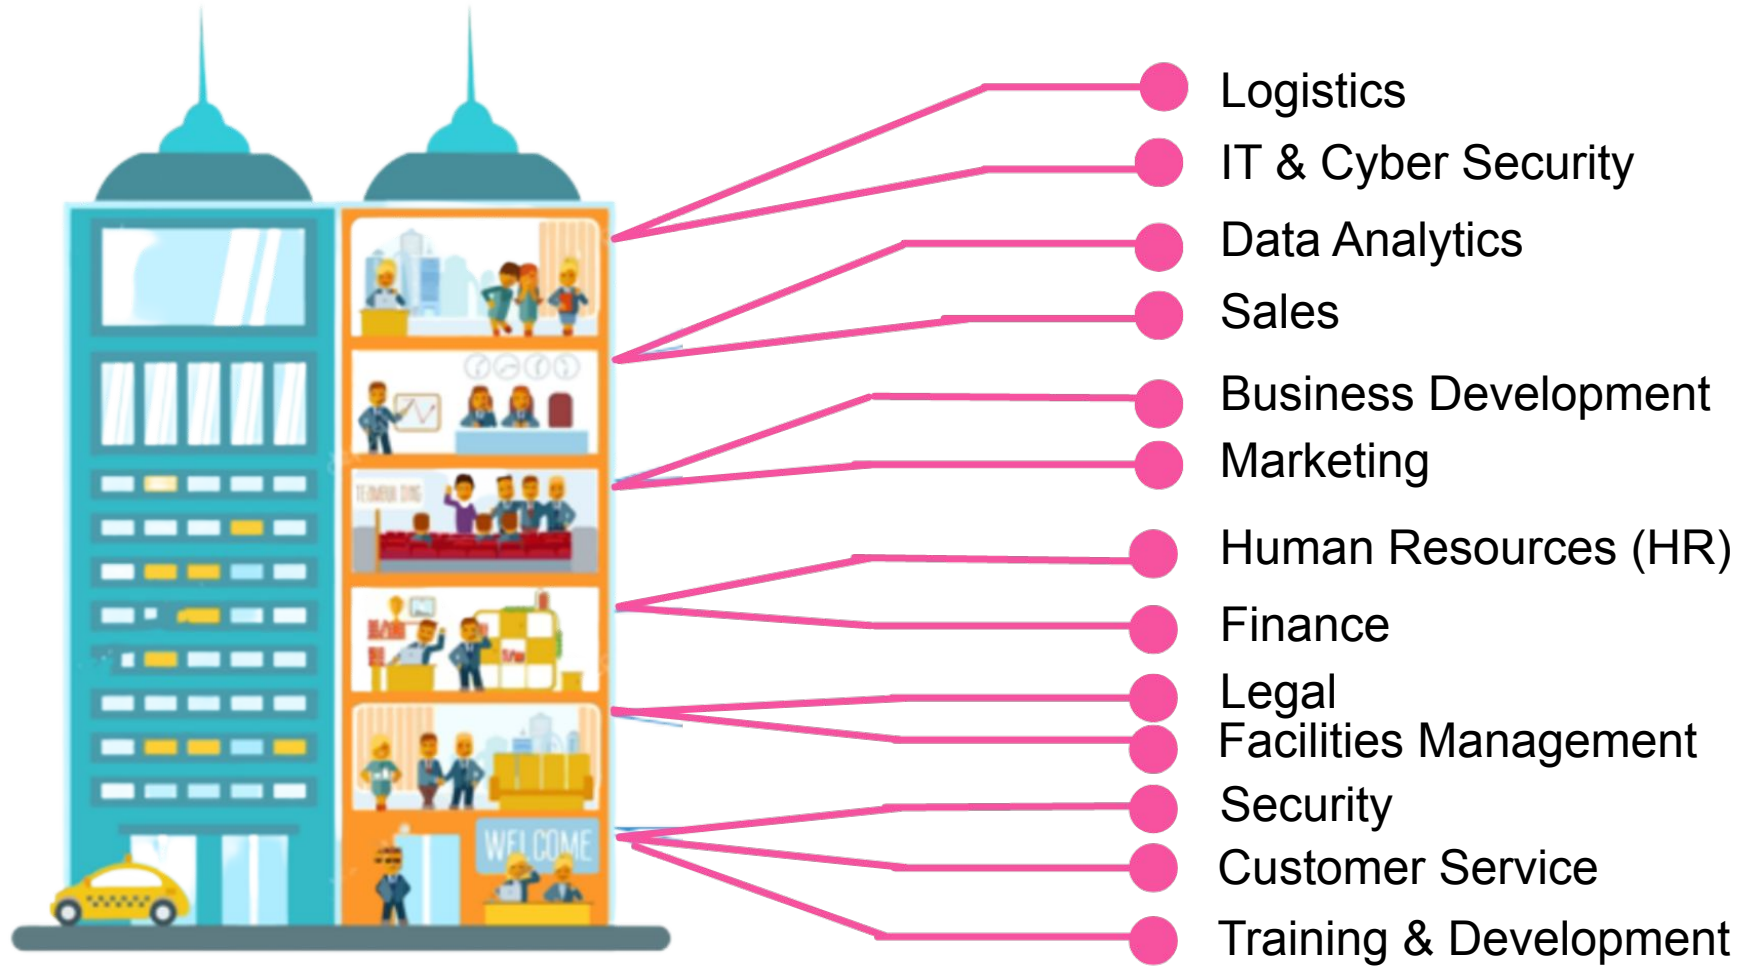 Logistics
IT & Cyber Security
Data Analytics
Sales
Business Development
Marketing
TEAMBUILDING
Human Resources (HR)
Finance
Legal
Facilities Management
Security
WELCOME
Customer Service
Training & Development